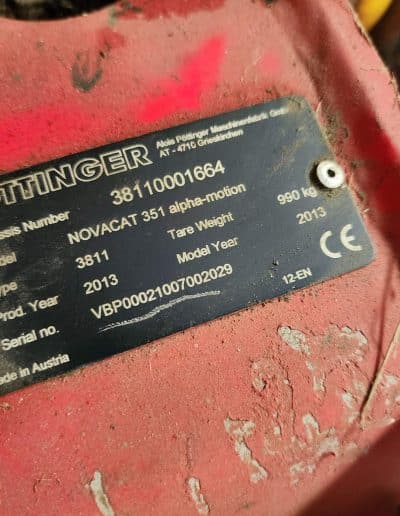 ÖTTINGER
Alois Pöttinger Maschinenfabrik GmbH
AT - 4710 Grieskirchen
ssis Number 38110001664
del NOVACAT 351 alpha-motion
ype 3811 Tare Weight 990 kg
Prod. Year 2013 Model Year 2013
Serial no. VBP00021007002029
CE
12-EN
ade in Austria